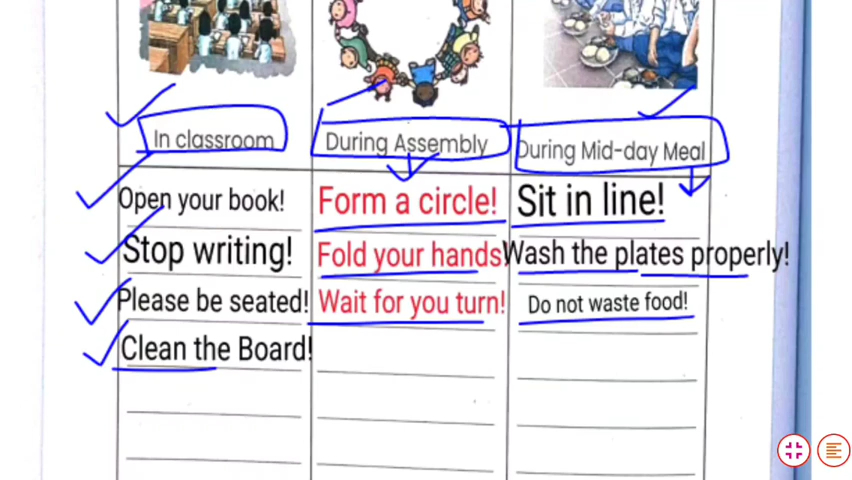 In classroom
During Assembly
During Mid-day Meal
Open your book!
Form a circle!
Sit in line!
Stop writing!
Fold your hands
Wash the plates properly!
Please be seated!
Wait for you turn!
Do not waste food!
Clean the Board!